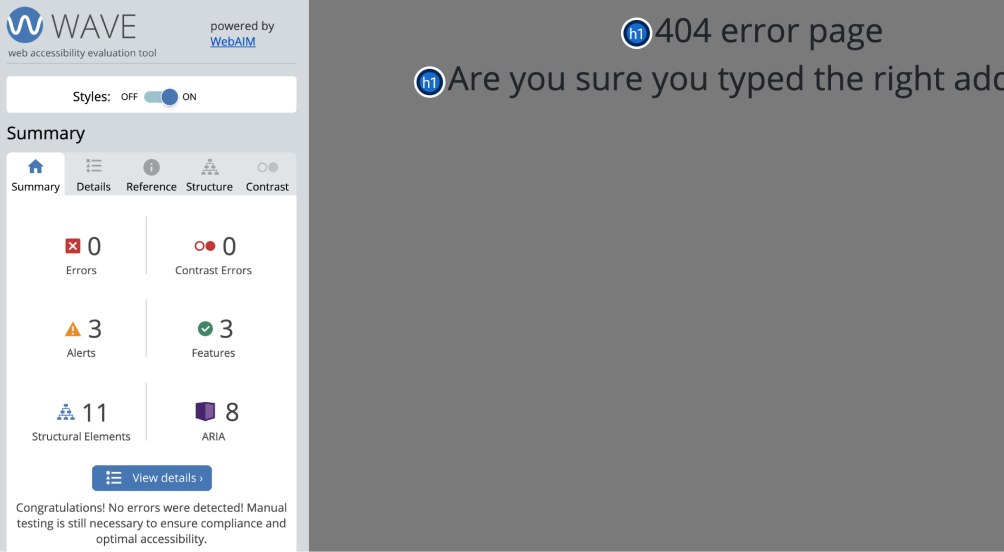 WAVE
web accessibility evaluation tool
powered by
WebAIM
Styles: OFF ON
Summary
Summary Details Reference Structure Contrast
0 0
Errors Contrast Errors
3 3
Alerts Features
11 8
Structural Elements ARIA
View details ›
Congratulations! No errors were detected! Manual
testing is still necessary to ensure compliance and
optimal accessibility.
h1 404 error page
h1 Are you sure you typed the right